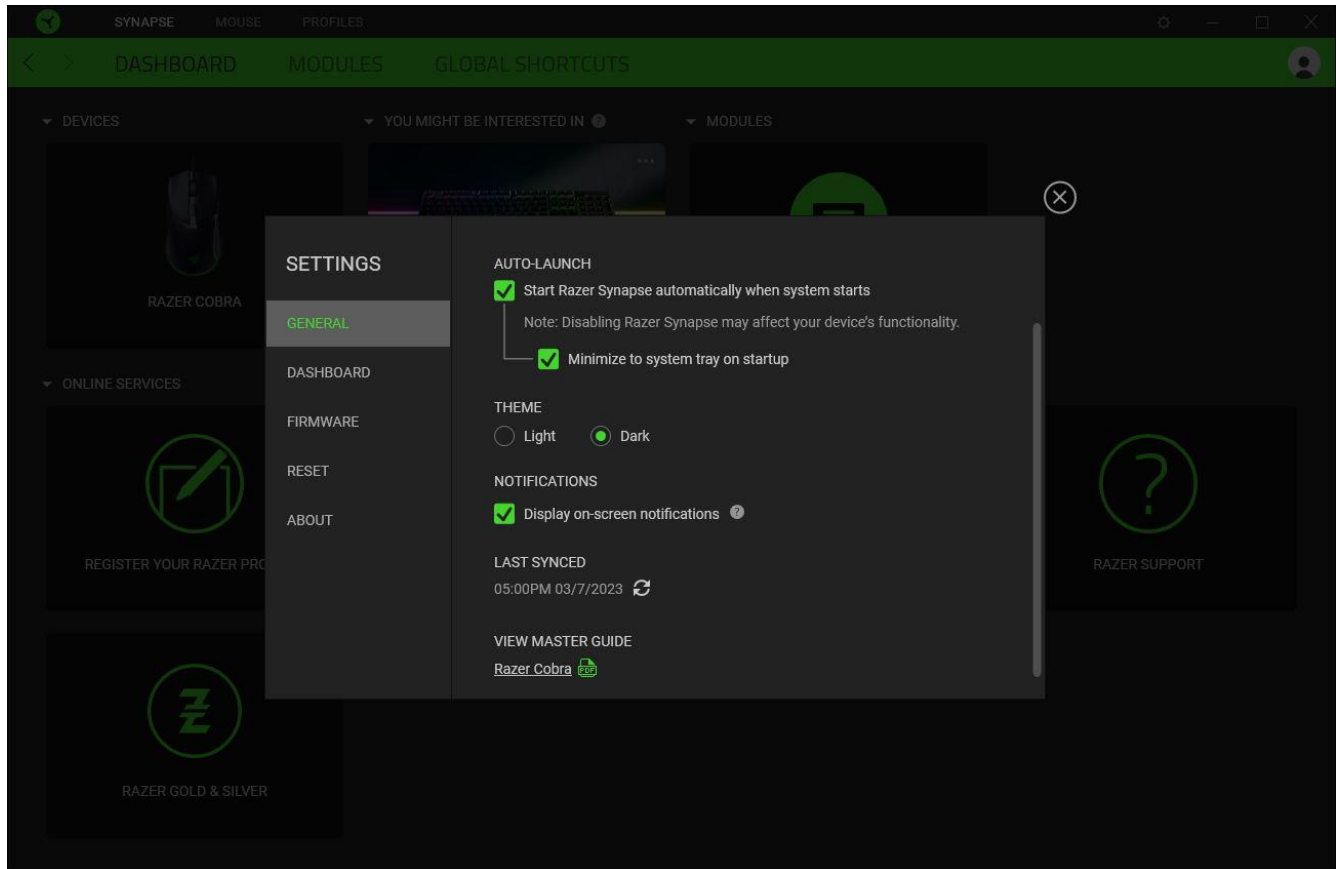 SYNAPSE MOUSE PROFILES
DASHBOARD MODULES GLOBAL SHORTCUTS
DEVICES
YOU MIGHT BE INTERESTED IN ?
MODULES
RAZER COBRA
SETTINGS
GENERAL
DASHBOARD
FIRMWARE
RESET
ABOUT
AUTO-LAUNCH
Start Razer Synapse automatically when system starts
Note: Disabling Razer Synapse may affect your device's functionality.
Minimize to system tray on startup
THEME
Light Dark
NOTIFICATIONS
Display on-screen notifications ?
LAST SYNCED
05:00PM 03/7/2023
VIEW MASTER GUIDE
Razer Cobra PDF
ONLINE SERVICES
REGISTER YOUR RAZER PRO
?
RAZER SUPPORT
RAZER GOLD & SILVER